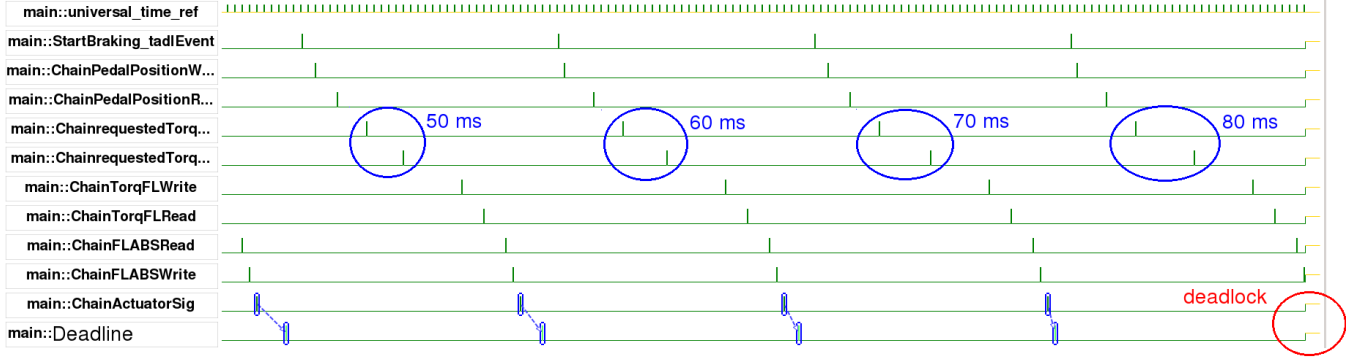 main::universal_time_ref
main::StartBraking_tadlEvent
main::ChainPedalPositionW...
main::ChainPedalPositionR...
main::ChainrequestedTorq...
50 ms
60 ms
70 ms
80 ms
main::ChainrequestedTorq...
main::ChainTorqFLWrite
main::ChainTorqFLRead
main::ChainFLABSRead
main::ChainFLABSWrite
main::ChainActuatorSig
deadlock
main::Deadline